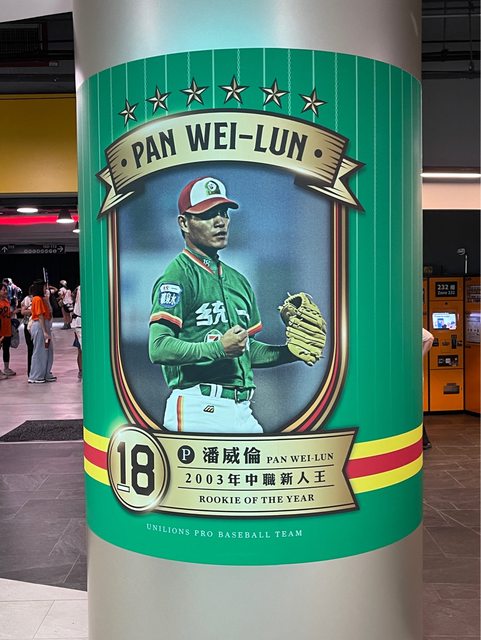 PAN WEI-LUN
統一
18
P 潘威倫 PAN WEI-LUN
2003年中職新人王
ROOKIE OF THE YEAR
UNILIONS PRO BASEBALL TEAM
232